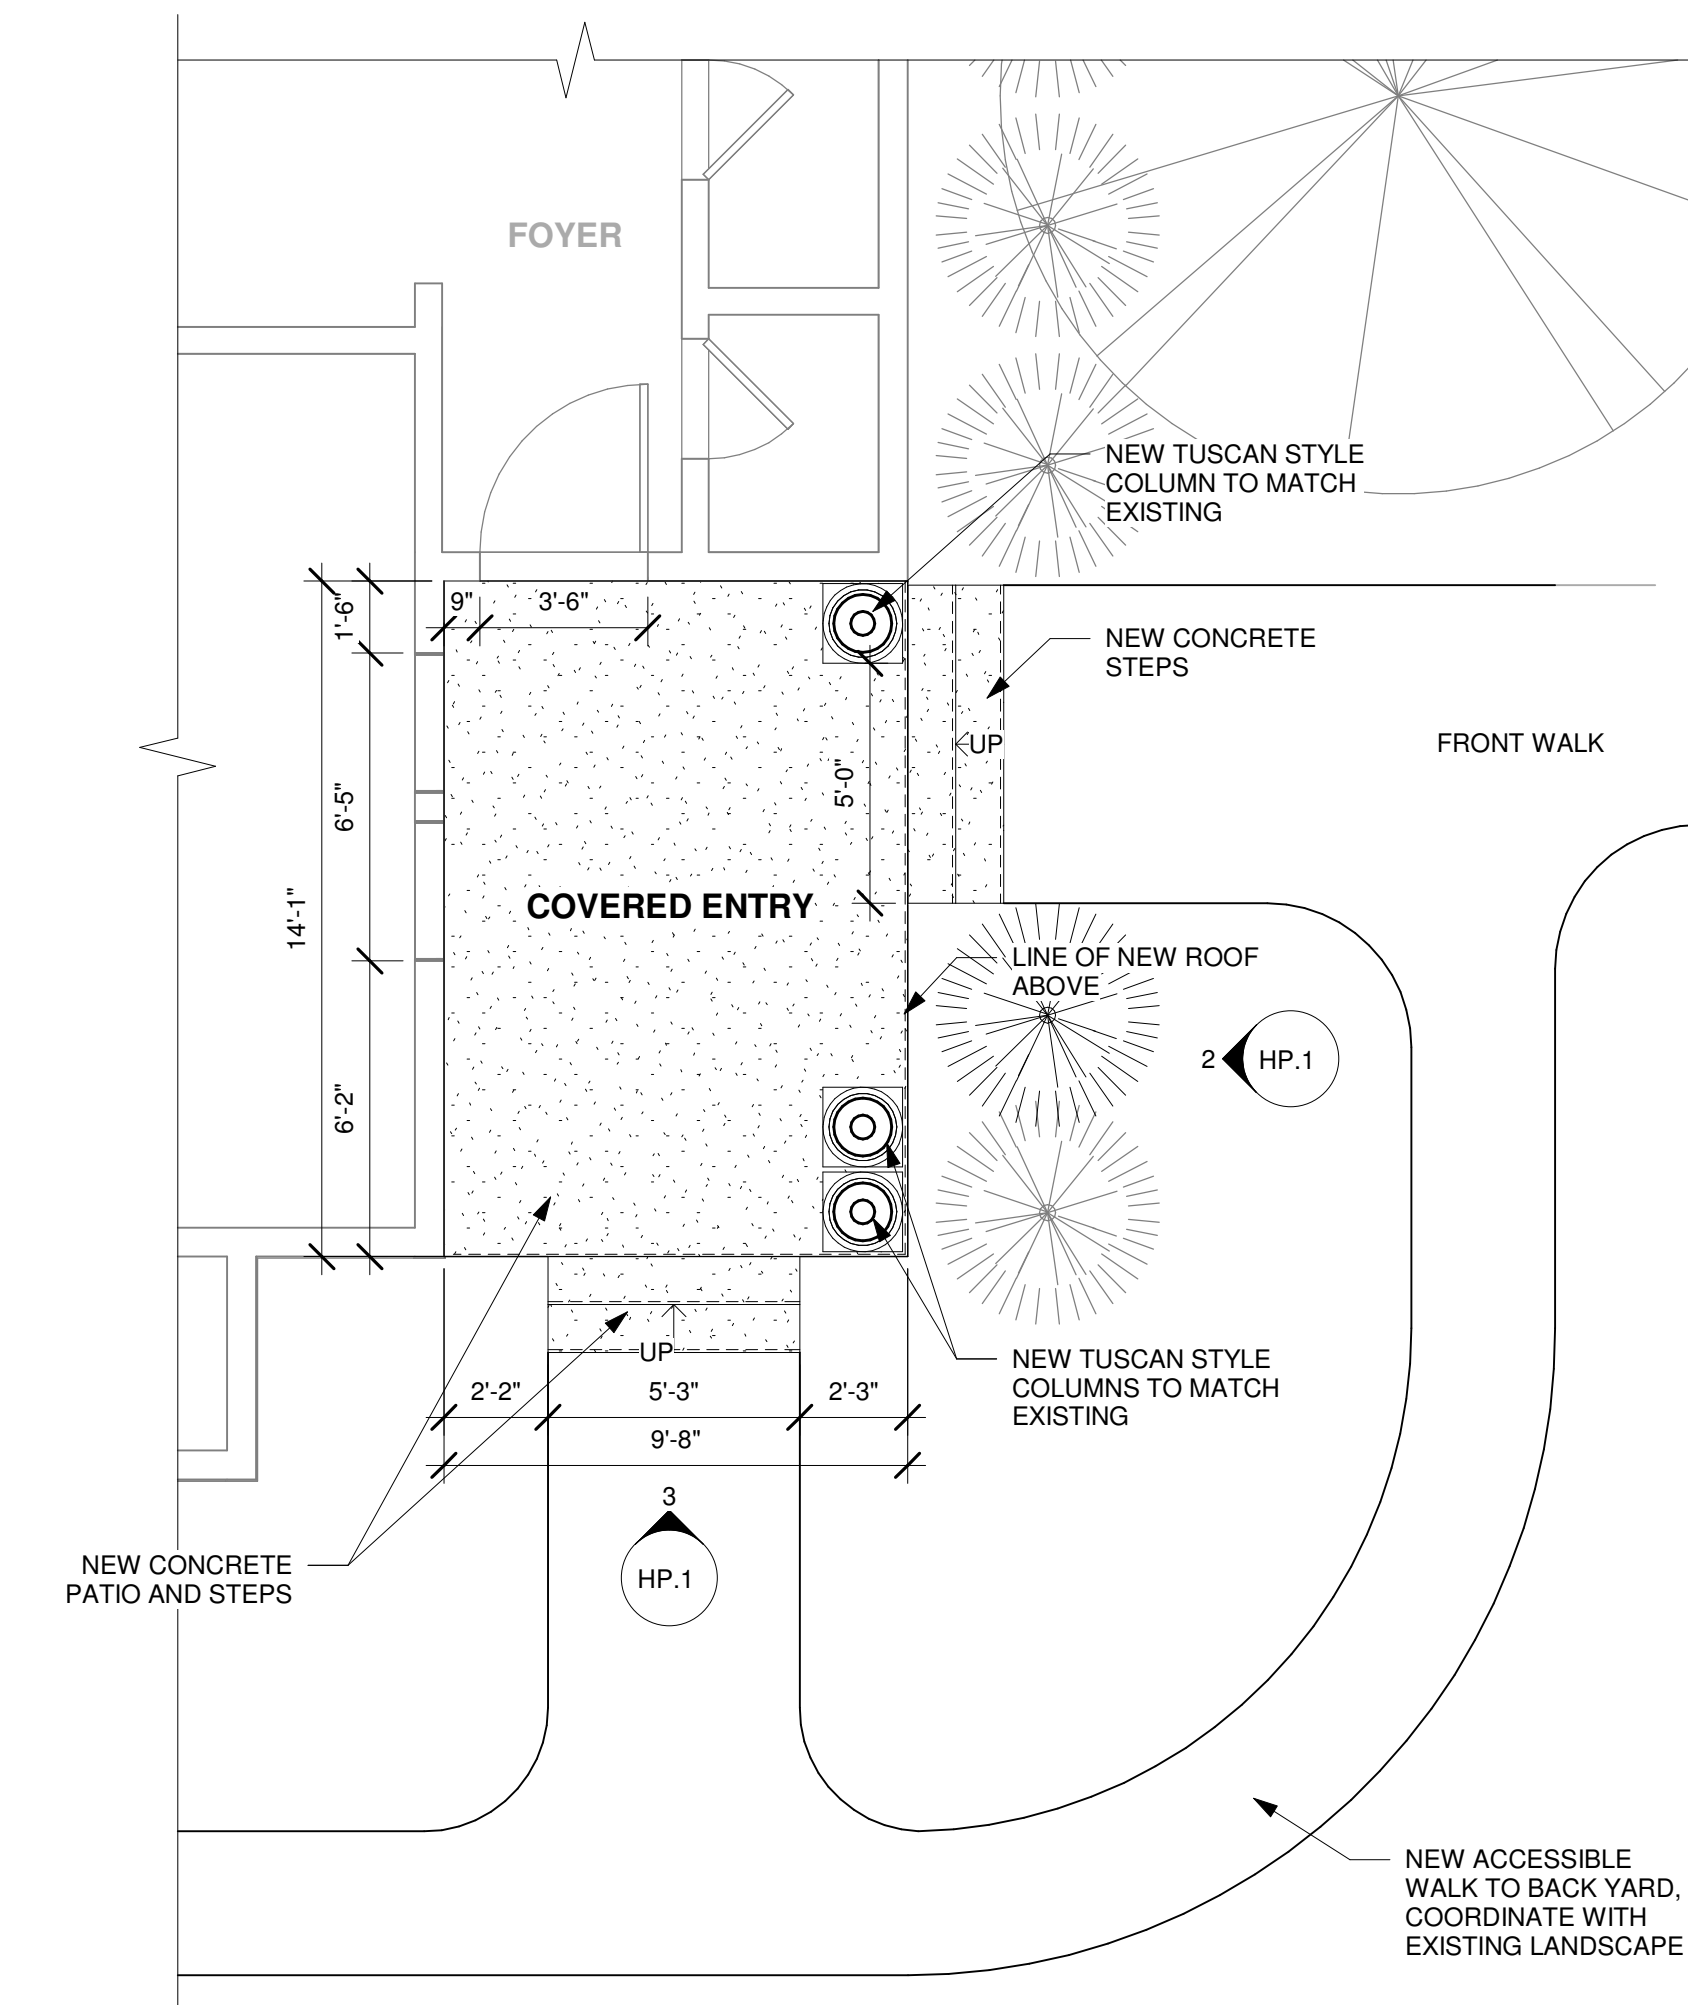 FOYER
NEW TUSCAN STYLE
COLUMN TO MATCH
EXISTING
9"
3'-6"
1'-6"
NEW CONCRETE
STEPS
UP
FRONT WALK
5'-0"
6'-5"
14'-1"
COVERED ENTRY
LINE OF NEW ROOF
ABOVE
2
HP.1
6'-2"
UP
NEW TUSCAN STYLE
COLUMNS TO MATCH
EXISTING
2'-2"
5'-3"
2'-3"
9'-8"
3
HP.1
NEW CONCRETE
PATIO AND STEPS
NEW ACCESSIBLE
WALK TO BACK YARD,
COORDINATE WITH
EXISTING LANDSCAPE